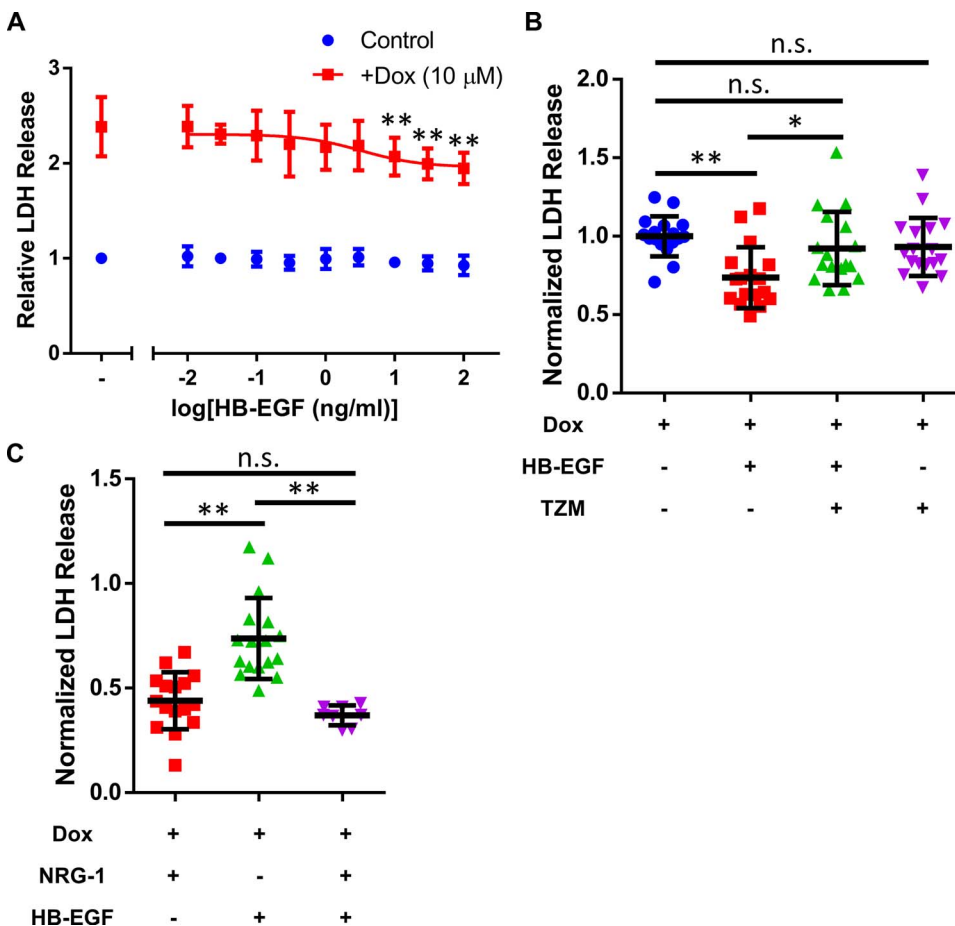 A
Control
+Dox (10 μM)
3
2
1
0
Relative LDH Release
** ** **
- -2 -1 0 1 2
log[HB-EGF (ng/ml)]
B
n.s.
n.s.
*
**
2.0
1.5
1.0
0.5
0.0
Normalized LDH Release
Dox + + + +
HB-EGF - + + -
TZM - - + +
C
n.s.
** **
1.5
1.0
0.5
0.0
Normalized LDH Release
Dox + + +
NRG-1 + - +
HB-EGF - + +